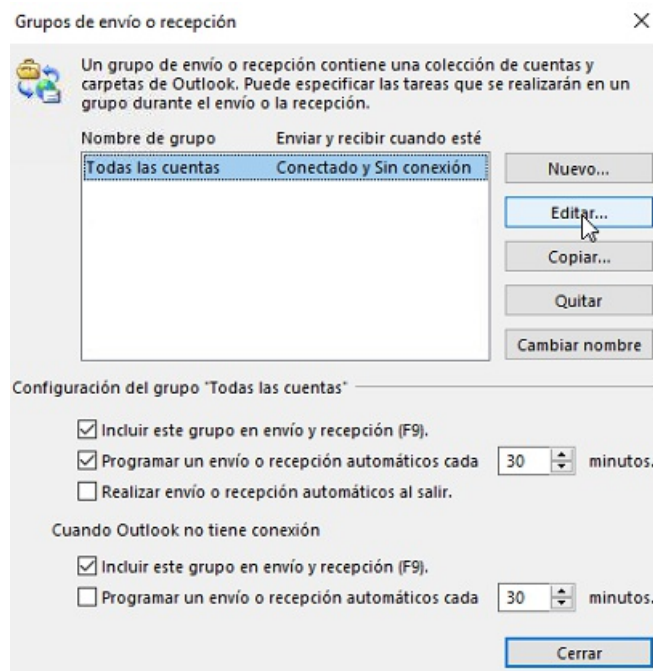 Grupos de envío o recepción
Un grupo de envío o recepción contiene una colección de cuentas y
carpetas de Outlook. Puede especificar las tareas que se realizarán en un
grupo durante el envío o la recepción.
Nombre de grupo Enviar y recibir cuando esté
Todas las cuentas Conectado y Sin conexión
Nuevo...
Editar...
Copiar...
Quitar
Cambiar nombre
Configuración del grupo "Todas las cuentas"
Incluir este grupo en envío y recepción (F9).
Programar un envío o recepción automáticos cada 30 minutos.
Realizar envío o recepción automáticos al salir.
Cuando Outlook no tiene conexión
Incluir este grupo en envío y recepción (F9).
Programar un envío o recepción automáticos cada 30 minutos.
Cerrar